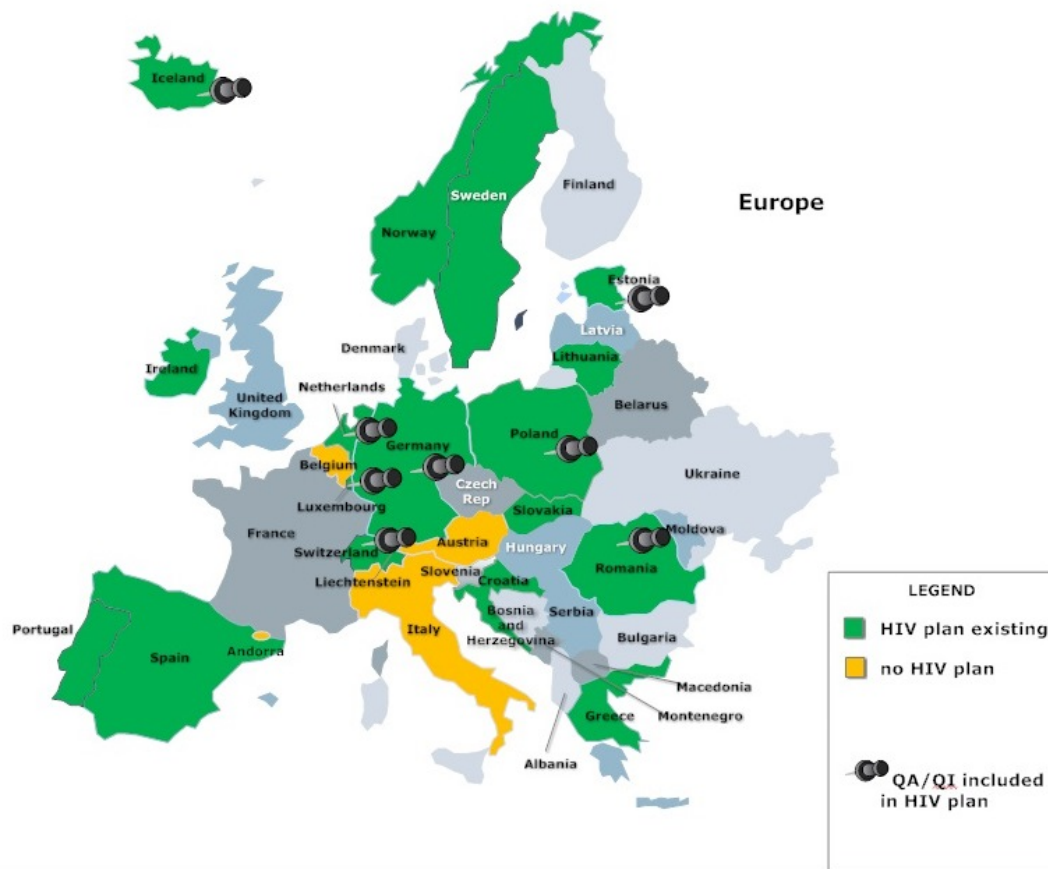 Iceland
Europe
Sweden
Finland
Norway
Estonia
Latvia
Lithuania
Denmark
Ireland
Netherlands
United
Kingdom
Belarus
Germany
Poland
Belgium
Ukraine
Czech
Rep
Luxembourg
Slovakia
France
Moldova
Switzerland
Austria
Hungary
Romania
Liechtenstein
Slovenia
Croatia
Bosnia
and
Herzegovina
Serbia
Portugal
Spain
Andorra
Italy
Bulgaria
Macedonia
Greece
Montenegro
Albania
LEGEND
HIV plan existing
no HIV plan
QA/QI included
in HIV plan